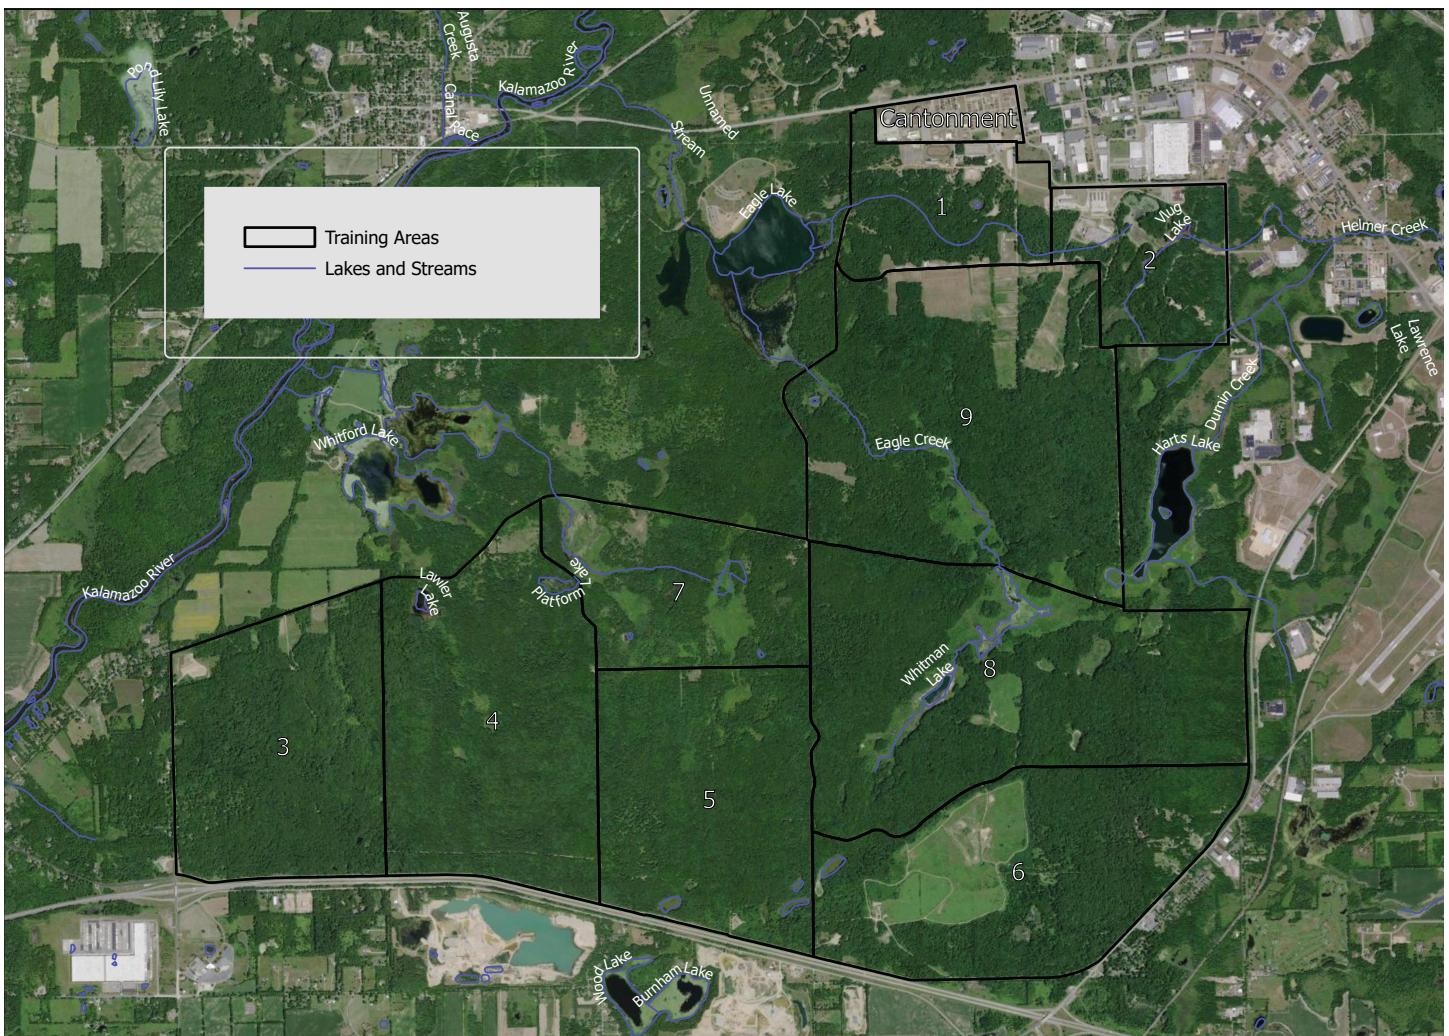 Augusta
Creek
Kalamazoo River
Pond Lily Lake
Canal Race
Unnamed
Stream
Cantonment
Training Areas
Lakes and Streams
Eagle Lake
1
Vlug
Lake
2
Helmer Creek
Lawrence
Lake
Dumin Creek
Whitford Lake
9
Eagle Creek
Harts Lake
Kalamazoo River
Lawler
Lake
Platform
Lake
7
Whitman
Lake
8
4
3
5
6
Wood Lake
Burnham Lake